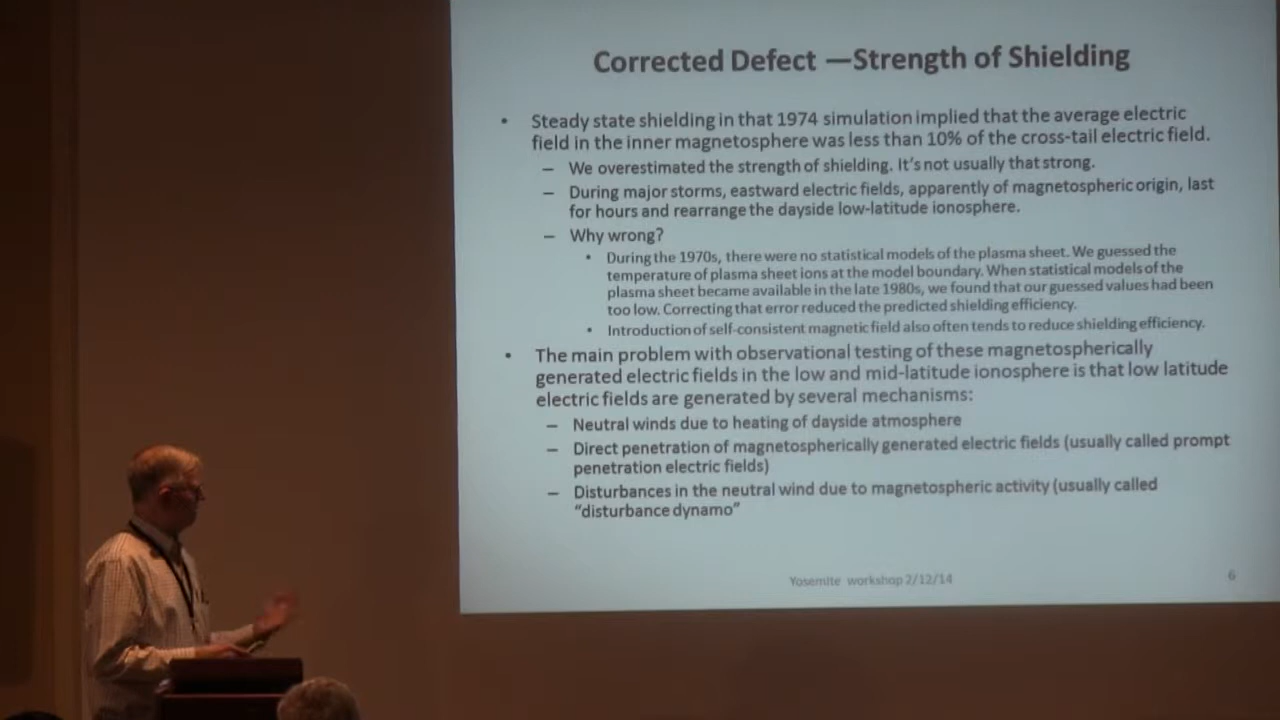 Corrected Defect —Strength of Shielding
• Steady state shielding in that 1974 simulation implied that the average electric
field in the inner magnetosphere was less than 10% of the cross-tail electric field.
– We overestimated the strength of shielding. It's not usually that strong.
– During major storms, eastward electric fields, apparently of magnetospheric origin, last
for hours and rearrange the dayside low-latitude ionosphere.
– Why wrong?
• During the 1970s, there were no statistical models of the plasma sheet. We guessed the
temperature of plasma sheet ions at the model boundary. When statistical models of the
plasma sheet became available in the late 1980s, we found that our guessed values had been
too low. Correcting that error reduced the predicted shielding efficiency.
• Introduction of self-consistent magnetic field also often tends to reduce shielding efficiency.
• The main problem with observational testing of these magnetospherically
generated electric fields in the low and mid-latitude ionosphere is that low latitude
electric fields are generated by several mechanisms:
– Neutral winds due to heating of dayside atmosphere
– Direct penetration of magnetospherically generated electric fields (usually called prompt
penetration electric fields)
– Disturbances in the neutral wind due to magnetospheric activity (usually called
"disturbance dynamo"
Yosemite workshop 2/12/14
6